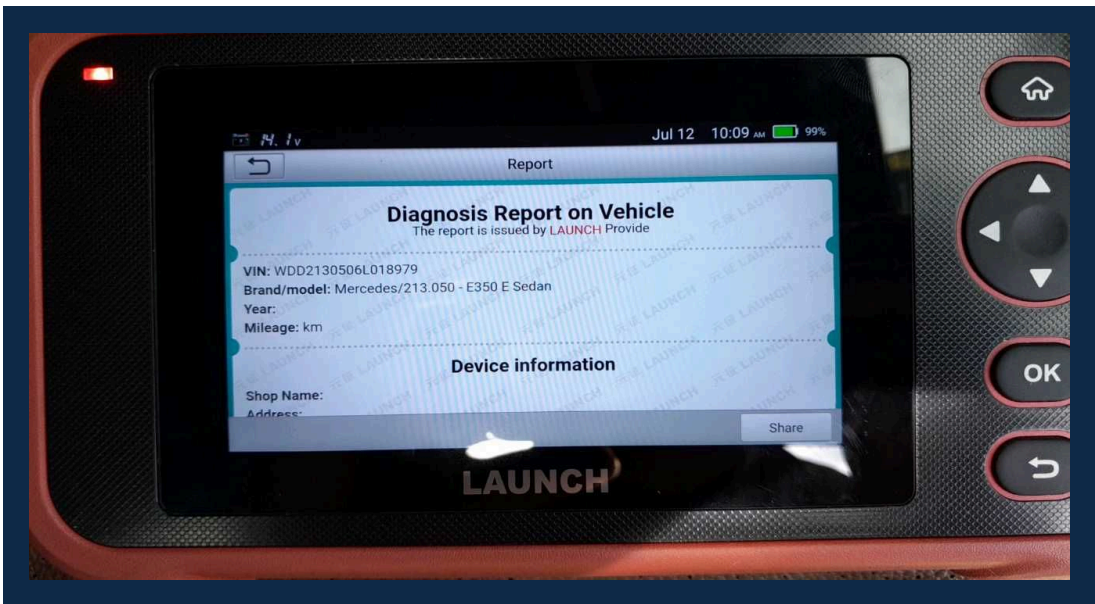 14.1v Jul 12 10:09 AM 99%
Report
Diagnosis Report on Vehicle
The report is issued by LAUNCH Provide
VIN: WDD2130506L018979
Brand/model: Mercedes/213.050 - E350 E Sedan
Year:
Mileage: km
Device information
Shop Name:
Address:
Share
LAUNCH
OK